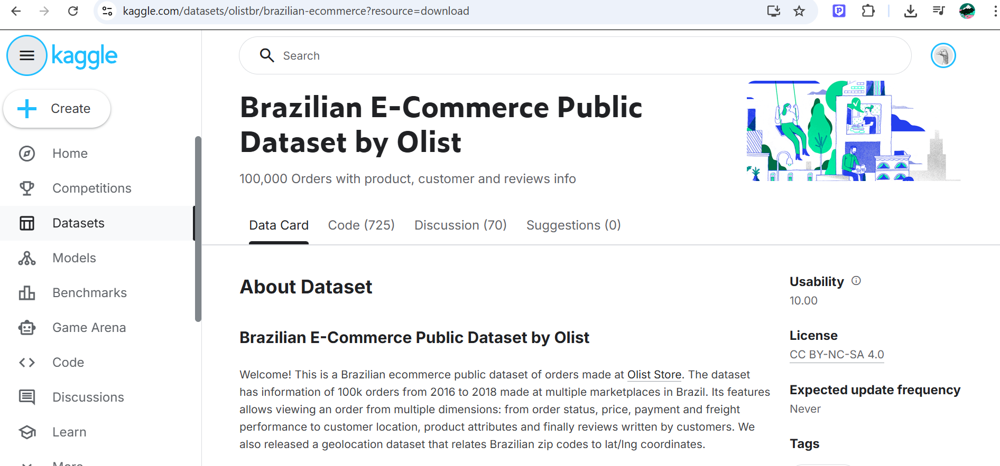 kaggle.com/datasets/olistbr/brazilian-ecommerce?resource=download
kaggle
Search
Create
Home
Competitions
Datasets
Models
Benchmarks
Game Arena
Code
Discussions
Learn
More
Brazilian E-Commerce Public
Dataset by Olist
100,000 Orders with product, customer and reviews info
Data Card
Code (725)
Discussion (70)
Suggestions (0)
About Dataset
Brazilian E-Commerce Public Dataset by Olist
Welcome! This is a Brazilian ecommerce public dataset of orders made at Olist Store. The dataset
has information of 100k orders from 2016 to 2018 made at multiple marketplaces in Brazil. Its features
allows viewing an order from multiple dimensions: from order status, price, payment and freight
performance to customer location, product attributes and finally reviews written by customers. We
also released a geolocation dataset that relates Brazilian zip codes to lat/lng coordinates.
Usability
10.00
License
CC BY-NC-SA 4.0
Expected update frequency
Never
Tags